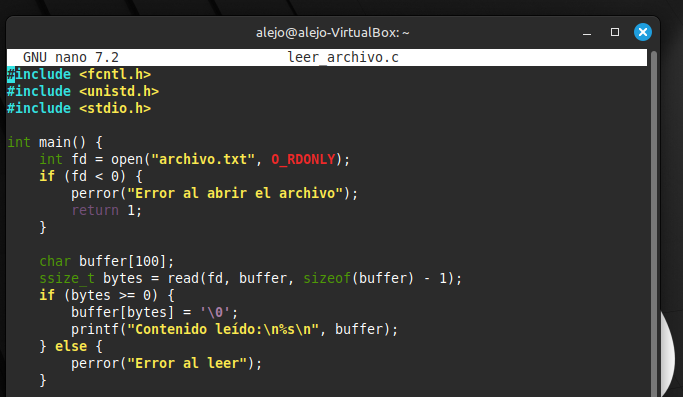 alejo@alejo-VirtualBox: ~
GNU nano 7.2 leer_archivo.c
#include <fcntl.h>
#include <unistd.h>
#include <stdio.h>

int main() {
    int fd = open("archivo.txt", O_RDONLY);
    if (fd < 0) {
        perror("Error al abrir el archivo");
        return 1;
    }

    char buffer[100];
    ssize_t bytes = read(fd, buffer, sizeof(buffer) - 1);
    if (bytes >= 0) {
        buffer[bytes] = '\0';
        printf("Contenido leído:\n%s\n", buffer);
    } else {
        perror("Error al leer");
    }